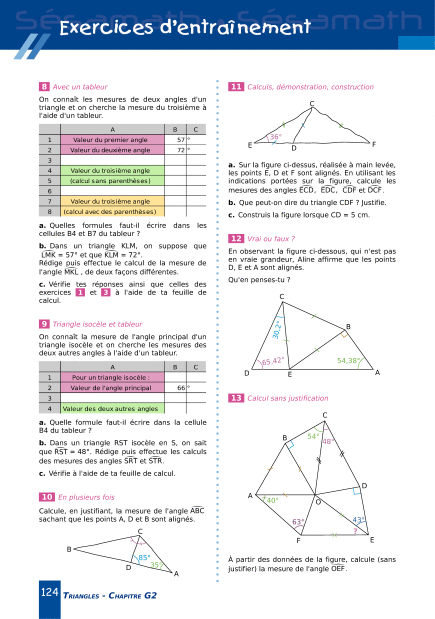 Sésamath Sésamath
Exercices d'entraînement
8 Avec un tableur
On connaît les mesures de deux angles d'un
triangle et on cherche la mesure du troisième à
l'aide d'un tableur.
A B C
1 Valeur du premier angle 57 °
2 Valeur du deuxième angle 72 °
3
4 Valeur du troisième angle
5 (calcul sans parenthèses)
6
7 Valeur du troisième angle
8 (calcul avec des parenthèses)
a. Quelles formules faut-il écrire dans les
cellules B4 et B7 du tableur ?
b. Dans un triangle KLM, on suppose que
LMK = 57° et que KLM = 72°.
Rédige puis effectue le calcul de la mesure de
l'angle MKL , de deux façons différentes.
c. Vérifie tes réponses ainsi que celles des
exercices 1 et 3 à l'aide de ta feuille de
calcul.
9 Triangle isocèle et tableur
On connaît la mesure de l'angle principal d'un
triangle isocèle et on cherche les mesures des
deux autres angles à l'aide d'un tableur.
A B C
1 Pour un triangle isocèle :
2 Valeur de l'angle principal 66 °
3
4 Valeur des deux autres angles
a. Quelle formule faut-il écrire dans la cellule
B4 du tableur ?
b. Dans un triangle RST isocèle en S, on sait
que RST = 48°. Rédige puis effectue les calculs
des mesures des angles SRT et STR.
c. Vérifie à l'aide de ta feuille de calcul.
10 En plusieurs fois
Calcule, en justifiant, la mesure de l'angle ABC
sachant que les points A, D et B sont alignés.
C
B
85°
D
35°
A
11 Calculs, démonstration, construction
C
36°
E D F
a. Sur la figure ci-dessus, réalisée à main levée,
les points E, D et F sont alignés. En utilisant les
indications portées sur la figure, calcule les
mesures des angles ECD, EDC, CDF et DCF.
b. Que peut-on dire du triangle CDF ? Justifie.
c. Construis la figure lorsque CD = 5 cm.
12 Vrai ou faux ?
En observant la figure ci-dessous, qui n'est pas
en vraie grandeur, Aline affirme que les points
D, E et A sont alignés.
Qu'en penses-tu ?
C
B
30,2°
65,42° 54,38°
D E A
13 Calcul sans justification
C
54° 48°
B
D
A
40°
O
63° 43°
?
F E
À partir des données de la figure, calcule (sans
justifier) la mesure de l'angle OEF.
124 TRIANGLES - CHAPITRE G2